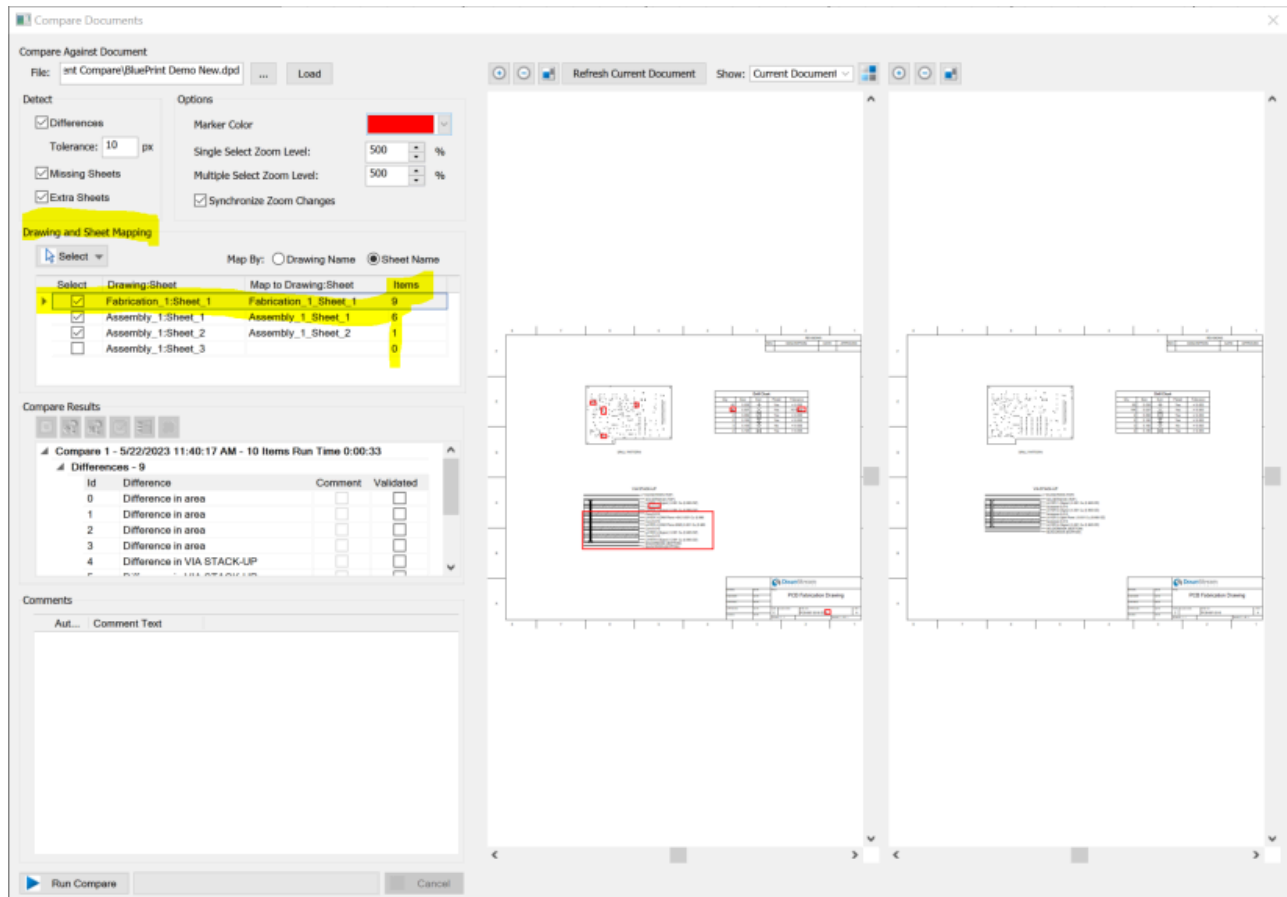 Compare Documents
Compare Against Document
File: ent Compare\BluePrint Demo New.dpd ... Load
Refresh Current Document Show: Current Document
Detect Options
Differences Marker Color
Tolerance: 10 px Single Select Zoom Level: 500 %
Missing Sheets Multiple Select Zoom Level: 500 %
Extra Sheets Synchronize Zoom Changes
Drawing and Sheet Mapping
Select Map By: Drawing Name Sheet Name
Select Drawing:Sheet Map to Drawing:Sheet Items
Fabrication_1:Sheet_1 Fabrication_1_Sheet_1 9
Assembly_1:Sheet_1 Assembly_1_Sheet_1 6
Assembly_1:Sheet_2 Assembly_1_Sheet_2 1
Assembly_1:Sheet_3 0
Compare Results
Compare 1 - 5/22/2023 11:40:17 AM - 10 Items Run Time 0:00:33
Differences - 9
Id Difference Comment Validated
0 Difference in area
1 Difference in area
2 Difference in area
3 Difference in area
4 Difference in VIA STACK-UP
Comments
Aut... Comment Text
Run Compare Cancel
DownStream
PCB Fabrication Drawing
DownStream
PCB Fabrication Drawing